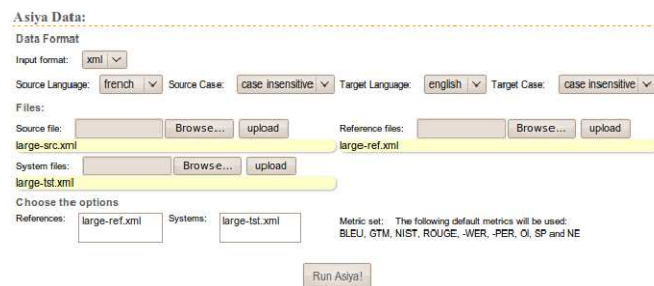 Asiya Data:
Data Format
Input format: xml
Source Language: french Source Case: case insensitive Target Language: english Target Case: case insensitive
Files:
Source file: Browse... upload Reference files: Browse... upload
large-src.xml large-ref.xml
System files: Browse... upload
large-tst.xml
Choose the options
References: large-ref.xml Systems: large-tst.xml Metric set: The following default metrics will be used:
BLEU, GTM, NIST, ROUGE, -WER, -PER, Ol, SP and NE
Run Asiya!